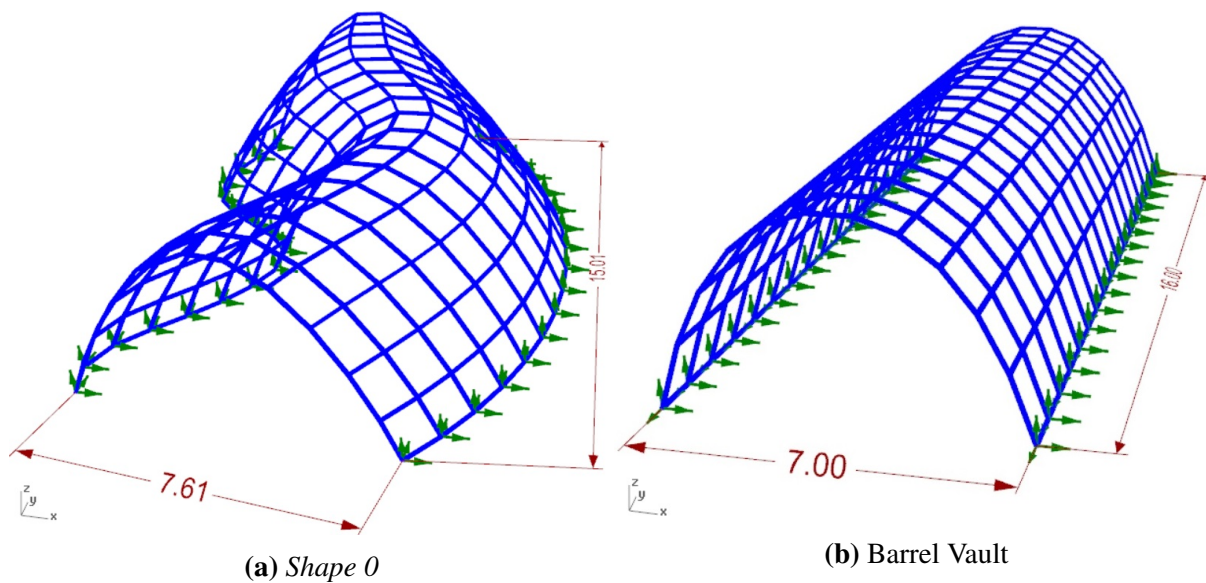 15.01
7.61
z
y
x
(a) Shape 0
16.00
7.00
z
y
x
(b) Barrel Vault